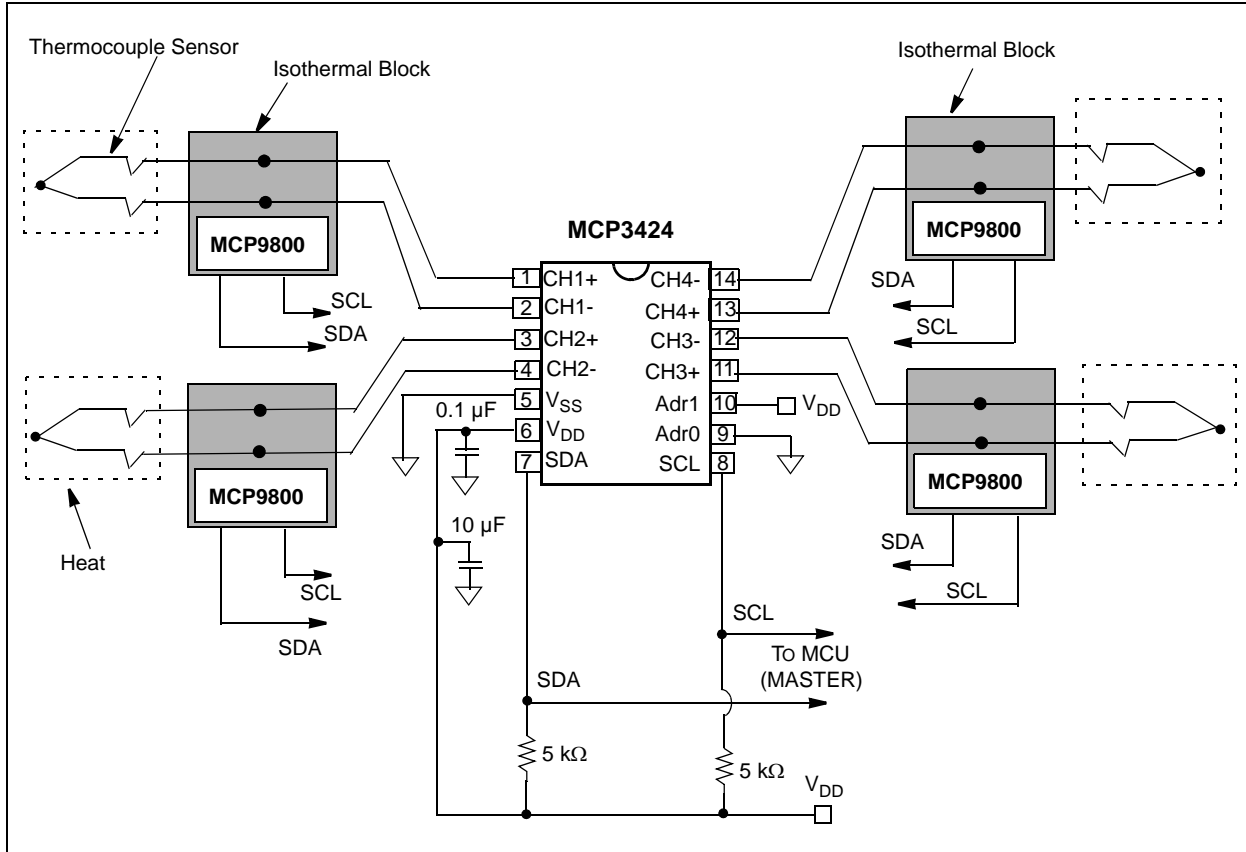 Thermocouple Sensor
Isothermal Block
Isothermal Block
MCP9800
SCL
SDA
MCP9800
SDA
SCL
MCP3424
1 CH1+
2 CH1-
3 CH2+
4 CH2-
5 VSS
6 VDD
7 SDA
CH4- 14
CH4+ 13
CH3- 12
CH3+ 11
Adr1 10
Adr0 9
SCL 8
VDD
0.1 µF
10 µF
MCP9800
Heat
SCL
SDA
MCP9800
SDA
SCL
SCL
TO MCU
(MASTER)
SDA
5 kΩ
5 kΩ
VDD